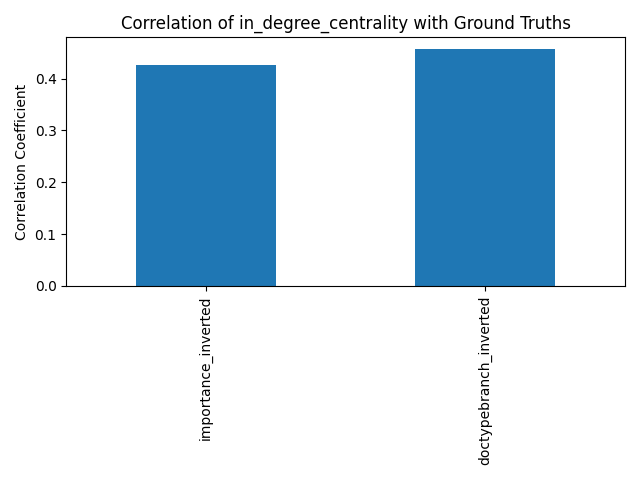 Correlation of in_degree_centrality with Ground Truths
Correlation Coefficient
0.4
0.3
0.2
0.1
0.0
importance_inverted
doctypebranch_inverted